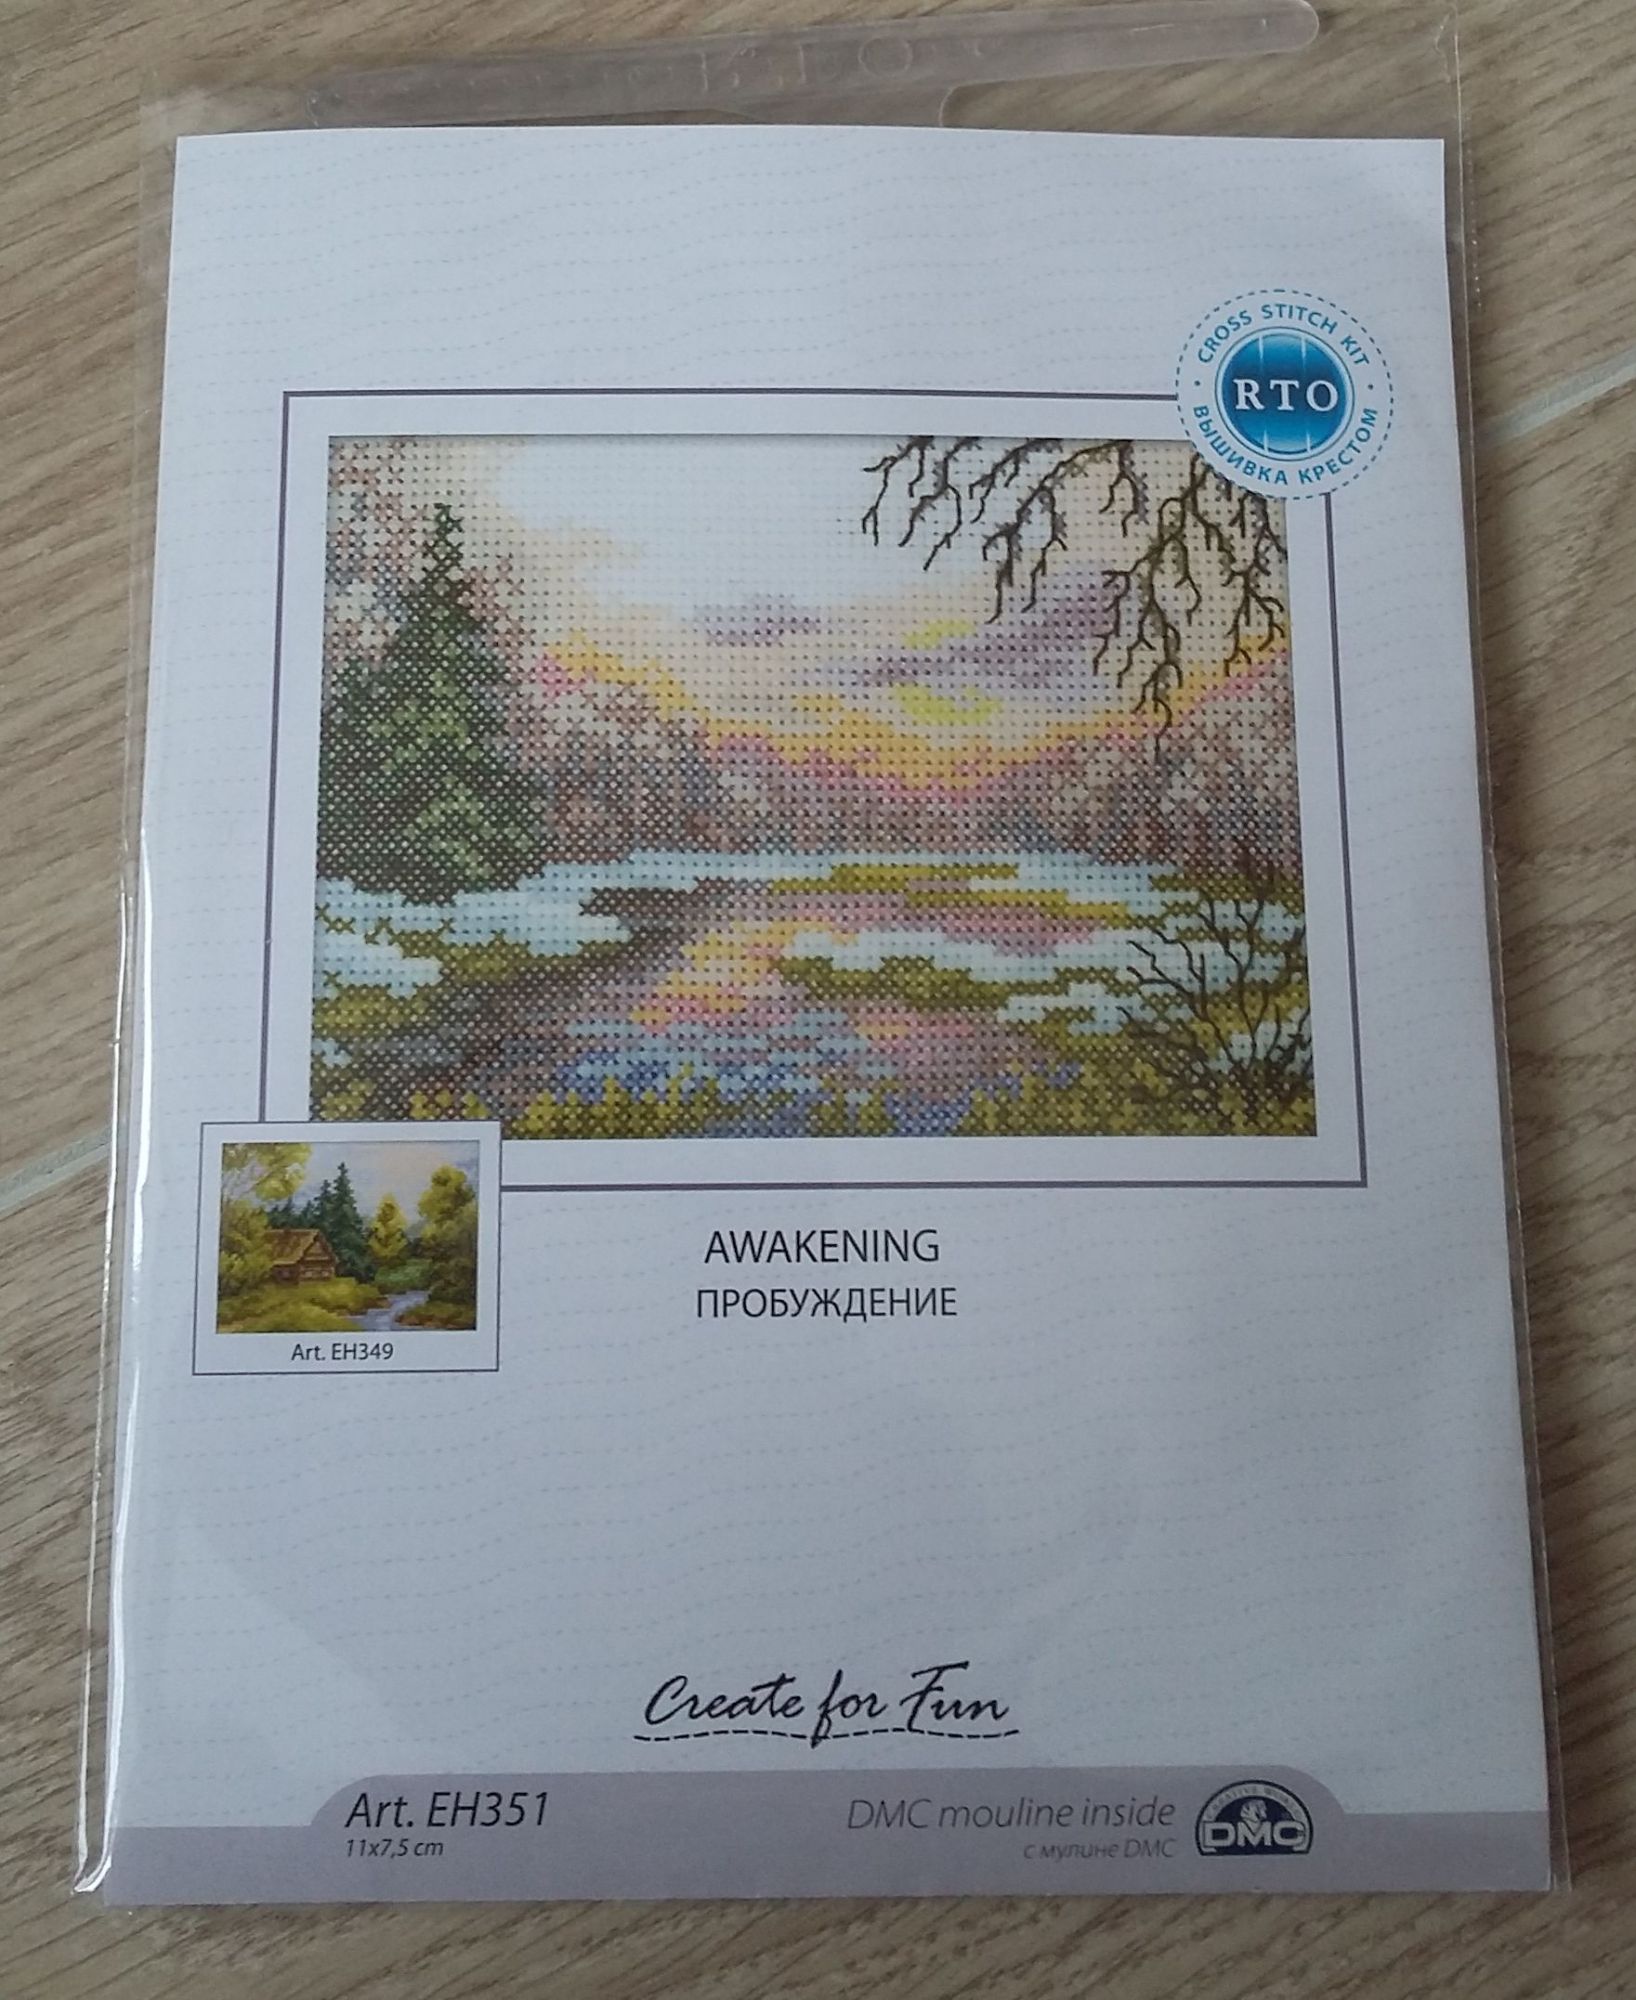 CROSS STITCH KIT
RTO
ВЫШИВКА КРЕСТОМ
Art. EH349
AWAKENING
ПРОБУЖДЕНИЕ
Create for Fun
Art. EH351
11x7,5 cm
DMC mouline inside
с мулине DMC
DMC